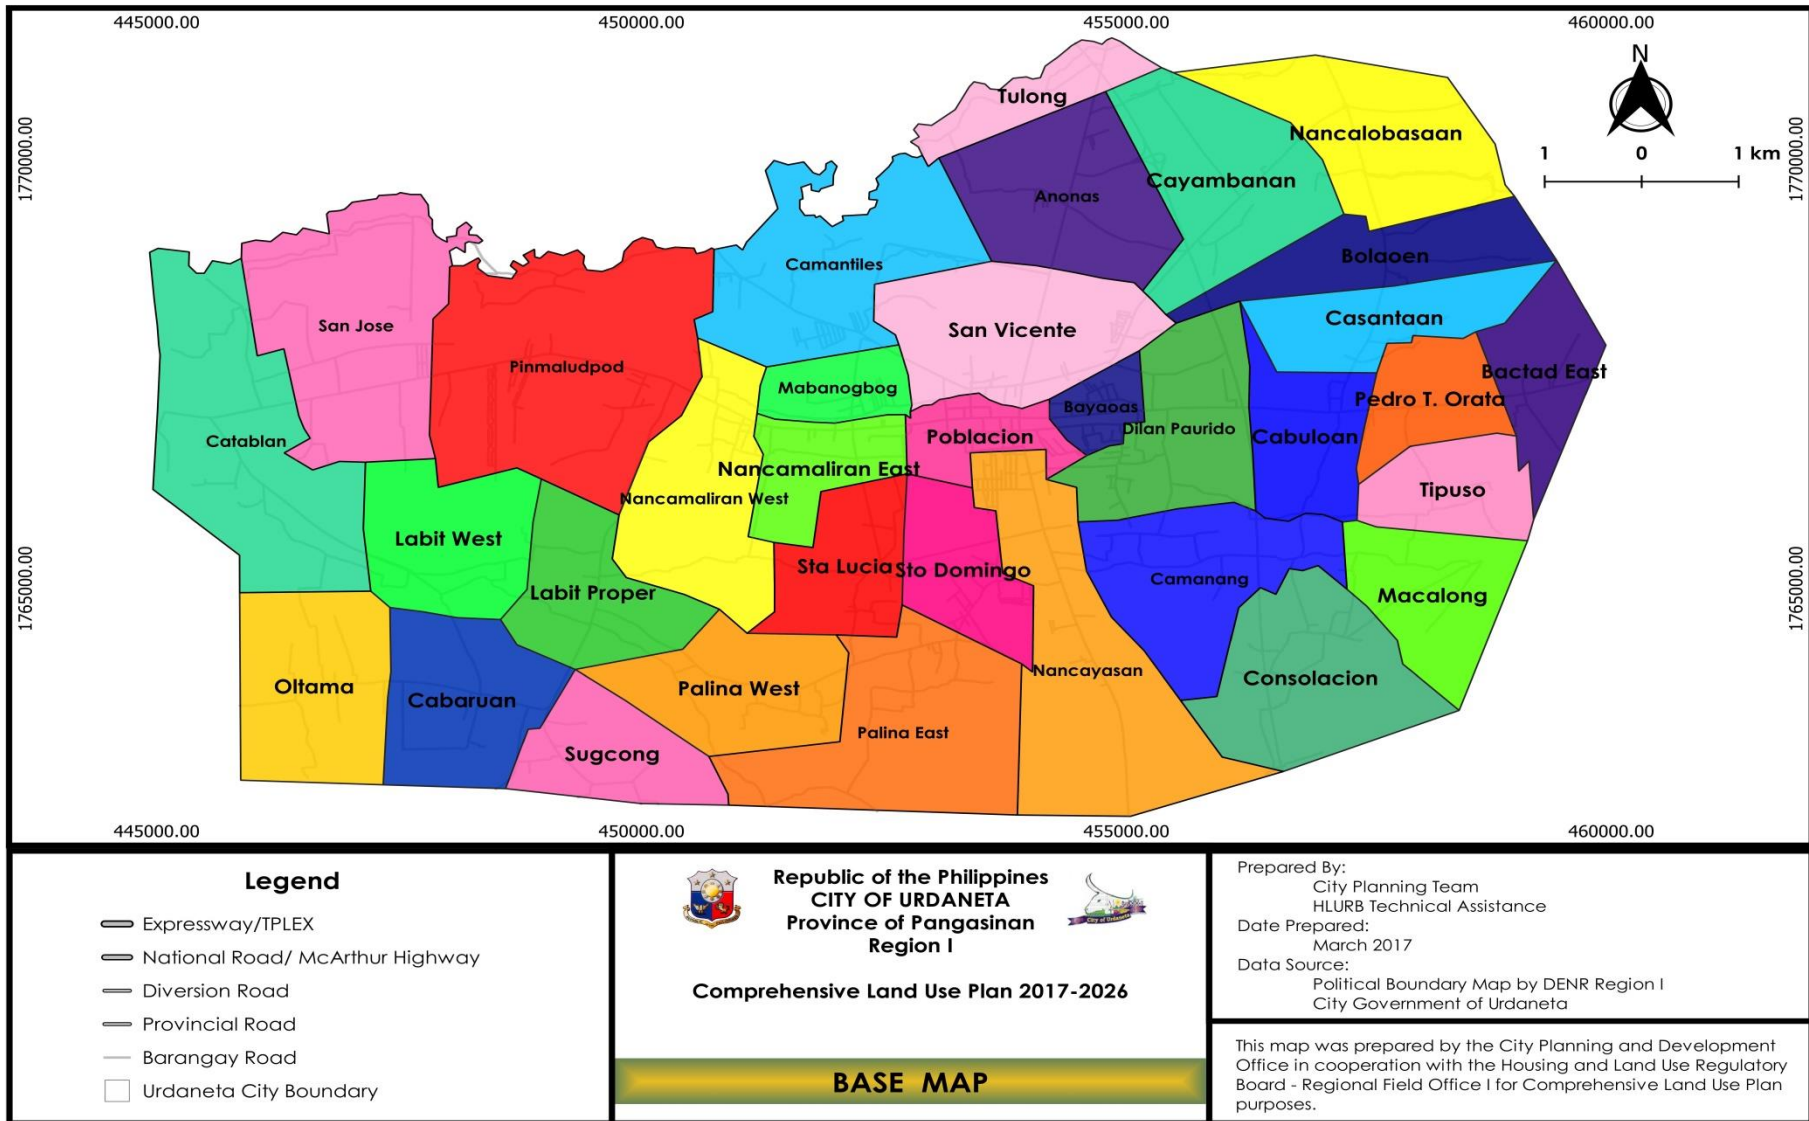 445000.00
450000.00
455000.00
460000.00
1770000.00
1770000.00
N
1 0 1 km
Tulong
Nancalobasaan
Cayambanan
Anonas
Bolaoen
Camantiles
San Jose
Casantaan
San Vicente
Pinmaludpod
Bactad East
Mabanogbog
Pedro T. Orata
Bayaoas
Dilan Paurido
Poblacion
Cabuloan
Catablan
Nancamaliran East
Tipuso
Nancamaliran West
Labit West
Sta Lucia
Sto Domingo
Camanang
Labit Proper
Macalong
1765000.00
1765000.00
Nancayasan
Consolacion
Oltama
Palina West
Cabaruan
Palina East
Sugcong
445000.00
450000.00
455000.00
460000.00
Legend
Expressway/TPLEX
National Road/ McArthur Highway
Diversion Road
Provincial Road
Barangay Road
Urdaneta City Boundary
Republic of the Philippines
CITY OF URDANETA
Province of Pangasinan
Region I
City of Urdaneta
Comprehensive Land Use Plan 2017-2026
BASE MAP
Prepared By:
City Planning Team
HLURB Technical Assistance
Date Prepared:
March 2017
Data Source:
Political Boundary Map by DENR Region I
City Government of Urdaneta
This map was prepared by the City Planning and Development
Office in cooperation with the Housing and Land Use Regulatory
Board - Regional Field Office I for Comprehensive Land Use Plan
purposes.